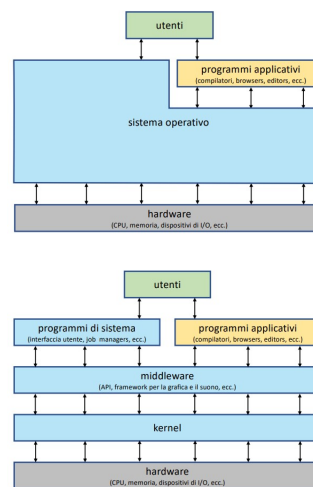 utenti
programmi applicativi
(compilatori, browsers, editors, ecc.)
sistema operativo
hardware
(CPU, memoria, dispositivi di I/O, ecc.)
utenti
programmi di sistema
(interfaccia utente, job managers, ecc.)
programmi applicativi
(compilatori, browsers, editors, ecc.)
middleware
(API, framework per la grafica e il suono, ecc.)
kernel
hardware
(CPU, memoria, dispositivi di I/O, ecc.)